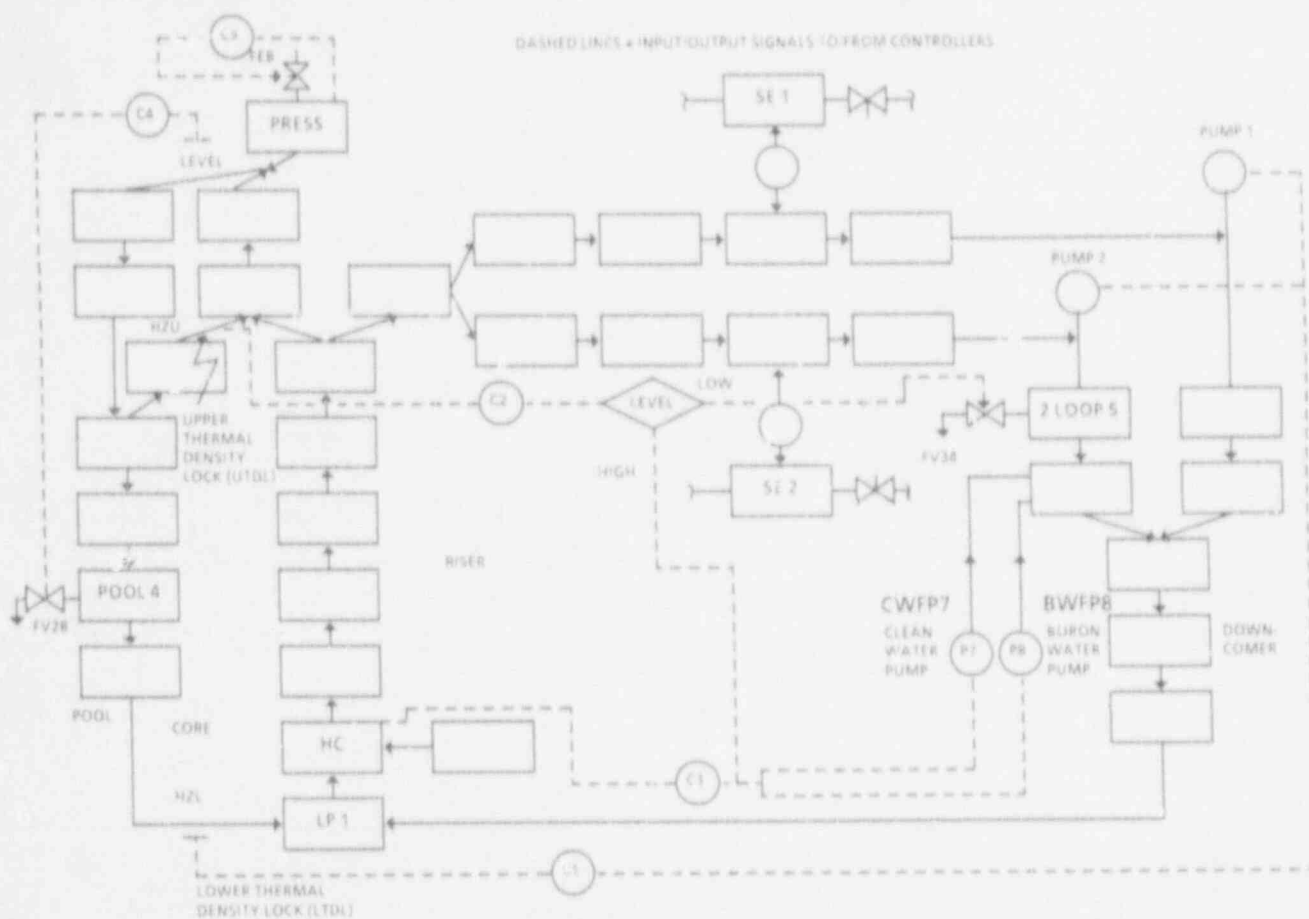 C3
FEB
DASHED LINES = INPUT/OUTPUT SIGNALS TO/FROM CONTROLLERS
C4
PRESS
LEVEL
SE 1
PUMP 1
PUMP 2
HZU
UPPER
THERMAL
DENSITY
LOCK (UTDL)
C2
LEVEL
LOW
HIGH
2 LOOP 5
FV34
SE 2
POOL 4
FV28
RISER
CWFP7
BWFP8
CLEAN
WATER
PUMP
P7
P8
BURON
WATER
PUMP
DOWN-
COMER
POOL
CORE
HC
HZL
LP 1
LOWER THERMAL
DENSITY LOCK (LTDL)